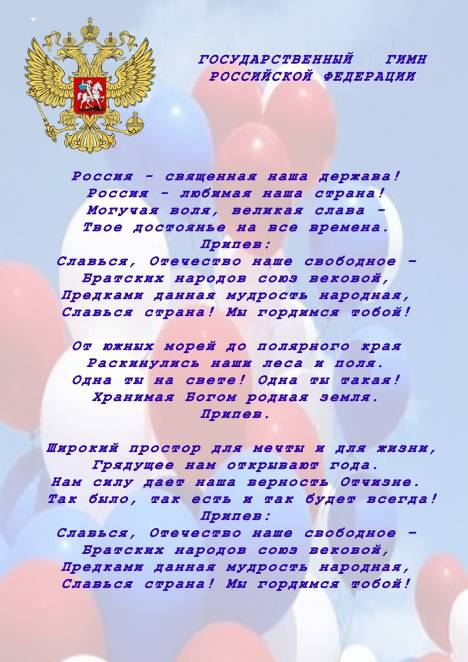 ГОСУДАРСТВЕННЫЙ ГИМН
РОССИЙСКОЙ ФЕДЕРАЦИИ
Россия - священная наша держава!
Россия - любимая наша страна!
Могучая воля, великая слава -
Твое достоянье на все времена.
Припев:
Славься, Отечество наше свободное -
Братских народов союз вековой,
Предками данная мудрость народная,
Славься страна! Мы гордимся тобой!
От южных морей до полярного края
Раскинулись наши леса и поля.
Одна ты на свете! Одна ты такая!
Хранимая Богом родная земля.
Припев.
Широкий простор для мечты и для жизни,
Грядущее нам открывают года.
Нам силу дает наша верность Отчизне.
Так было, так есть и так будет всегда!
Припев:
Славься, Отечество наше свободное -
Братских народов союз вековой,
Предками данная мудрость народная,
Славься страна! Мы гордимся тобой!